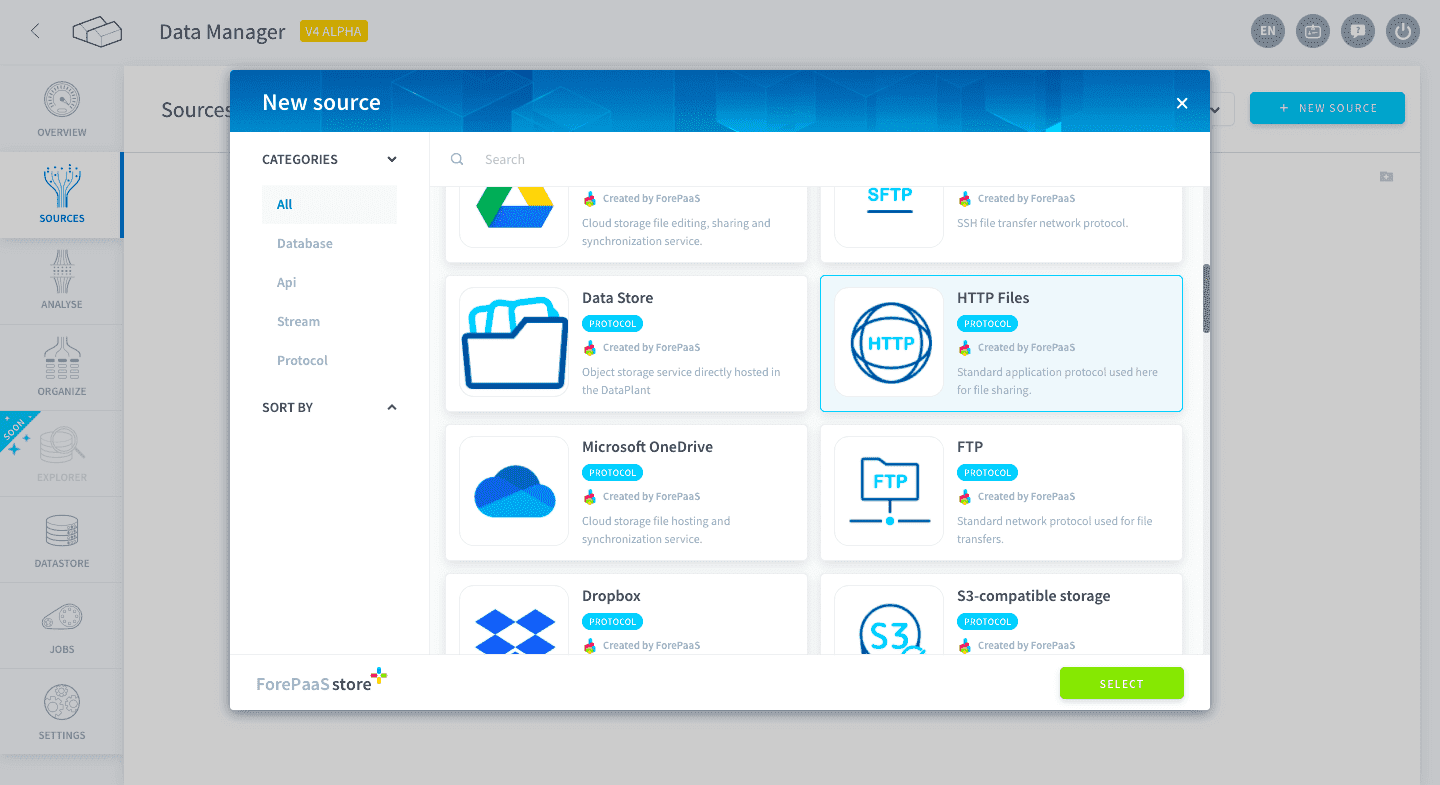 Data Manager
V4 ALPHA
EN
OVERVIEW
SOURCES
ANALYSE
ORGANIZE
SOON
EXPLORER
DATASTORE
JOBS
SETTINGS
Sources
+ NEW SOURCE
New source
CATEGORIES
All
Database
Api
Stream
Protocol
SORT BY
Search
Created by ForePaaS
Cloud storage file editing, sharing and
synchronization service.
SFTP
Created by ForePaaS
SSH file transfer network protocol.
Data Store
PROTOCOL
Created by ForePaaS
Object storage service directly hosted in
the DataPlant
HTTP
HTTP Files
PROTOCOL
Created by ForePaaS
Standard application protocol used here
for file sharing.
Microsoft OneDrive
PROTOCOL
Created by ForePaaS
Cloud storage file hosting and
synchronization service.
FTP
FTP
PROTOCOL
Created by ForePaaS
Standard network protocol used for file
transfers.
Dropbox
PROTOCOL
Created by ForePaaS
S3
S3-compatible storage
PROTOCOL
Created by ForePaaS
ForePaaS store
SELECT